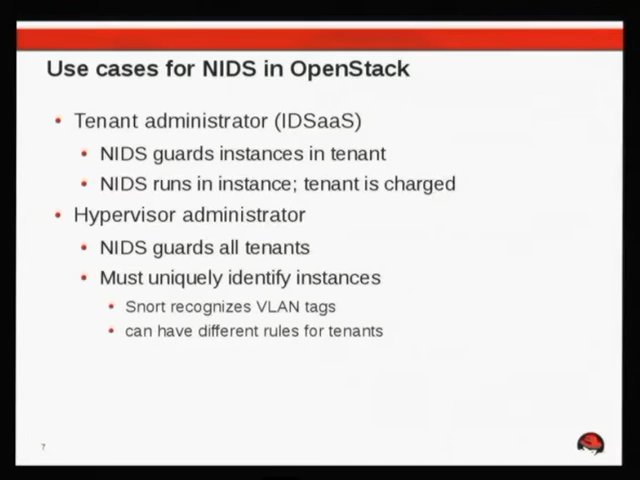 Use cases for NIDS in OpenStack
• Tenant administrator (IDSaaS)
• NIDS guards instances in tenant
• NIDS runs in instance; tenant is charged
• Hypervisor administrator
• NIDS guards all tenants
• Must uniquely identify instances
• Snort recognizes VLAN tags
• can have different rules for tenants
7